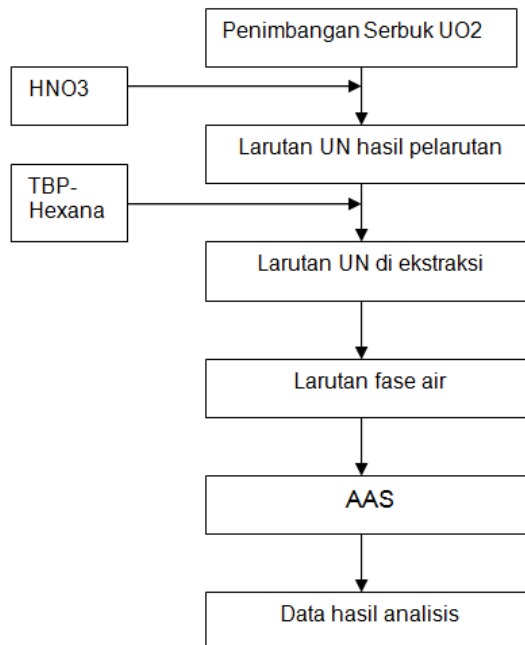 Penimbangan Serbuk UO2
HNO3
Larutan UN hasil pelarutan
TBP-
Hexana
Larutan UN di ekstraksi
Larutan fase air
AAS
Data hasil analisis